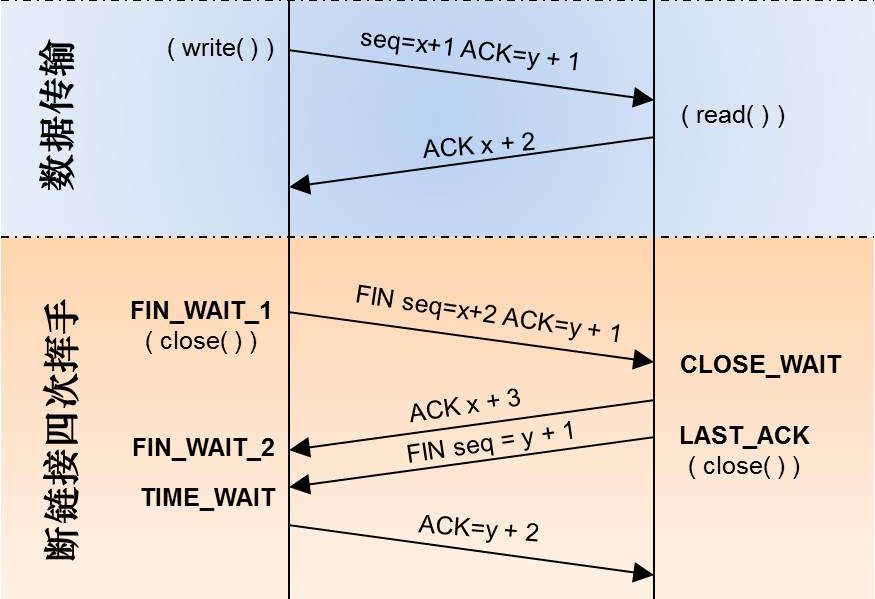 数据传输
( write( ) )
seq=x+1 ACK=y + 1
( read( ) )
ACK x + 2
断链接四次挥手
FIN_WAIT_1
( close( ) )
FIN seq=x+2 ACK=y + 1
CLOSE_WAIT
ACK x + 3
FIN_WAIT_2
FIN seq = y + 1
LAST_ACK
( close( ) )
TIME_WAIT
ACK=y + 2